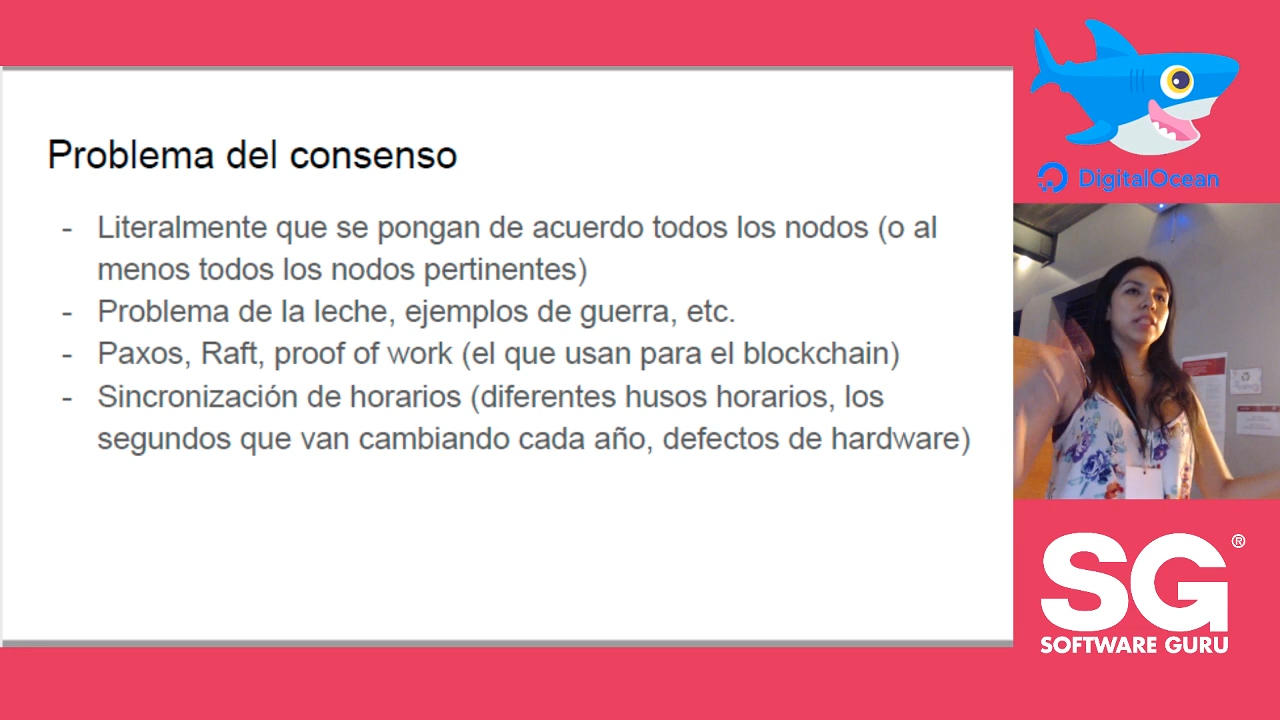 Problema del consenso
- Literalmente que se pongan de acuerdo todos los nodos (o al
menos todos los nodos pertinentes)
- Problema de la leche, ejemplos de guerra, etc.
- Paxos, Raft, proof of work (el que usan para el blockchain)
- Sincronización de horarios (diferentes husos horarios, los
segundos que van cambiando cada año, defectos de hardware)
DigitalOcean
SG®
SOFTWARE GURU